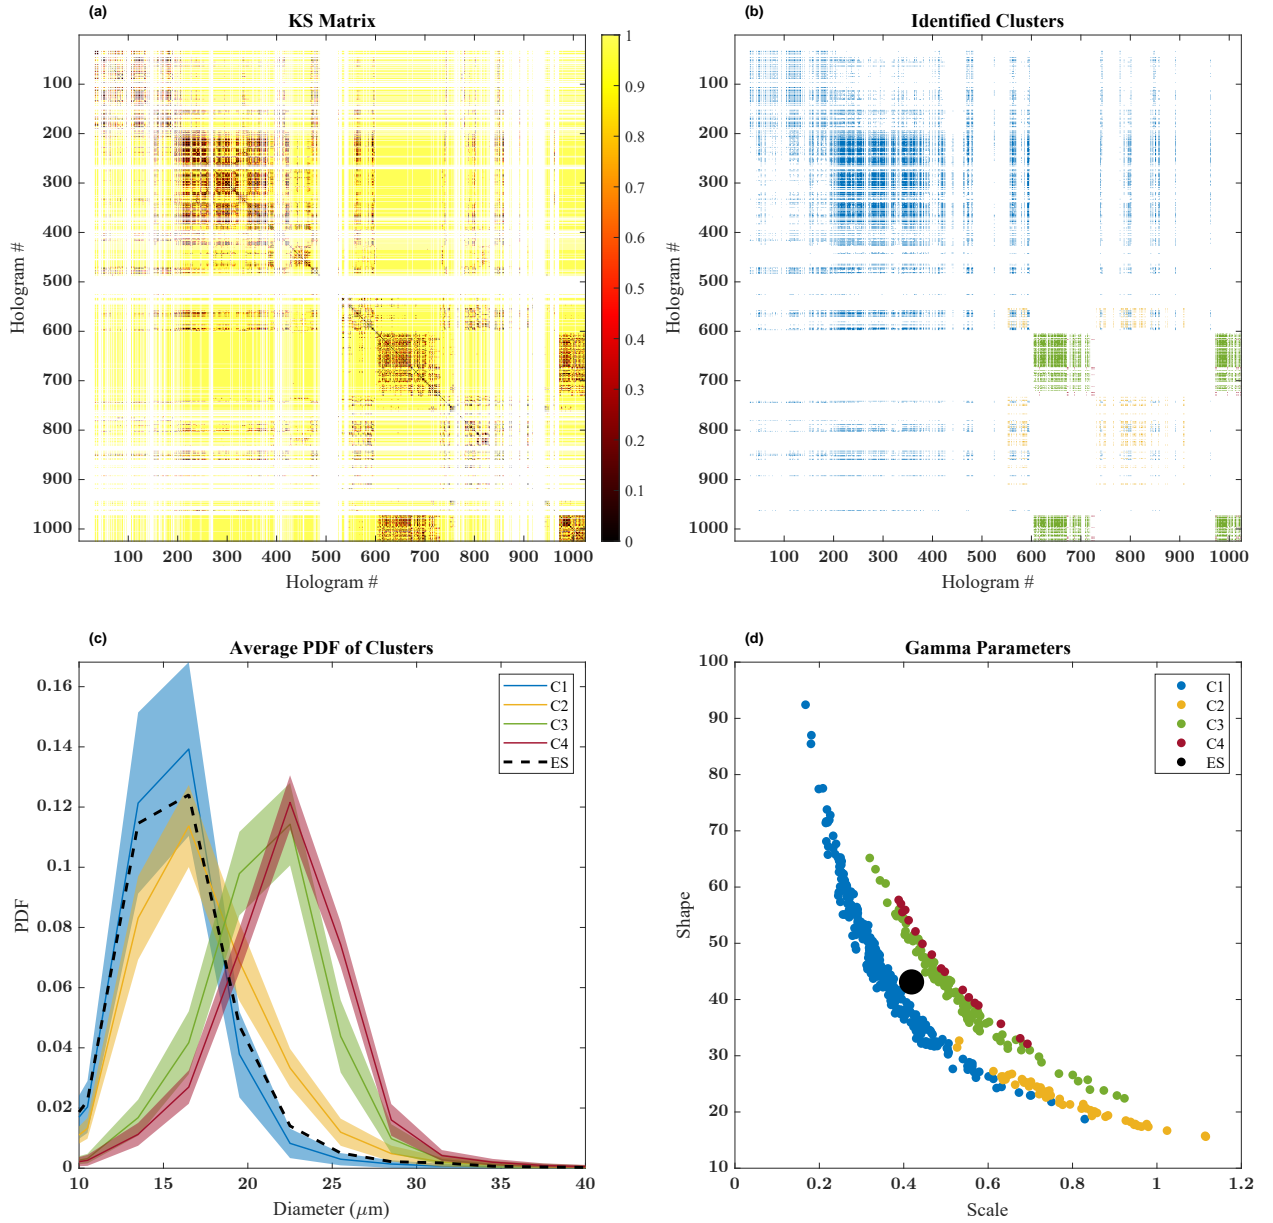 (a)
KS Matrix
100
200
300
400
500
600
700
800
900
1000
Hologram #
100 200 300 400 500 600 700 800 900 1000
Hologram #
1
0.9
0.8
0.7
0.6
0.5
0.4
0.3
0.2
0.1
0
(b)
Identified Clusters
100
200
300
400
500
600
700
800
900
1000
Hologram #
100 200 300 400 500 600 700 800 900 1000
Hologram #
(c)
Average PDF of Clusters
0.16
0.14
0.12
0.1
0.08
0.06
0.04
0.02
0
PDF
C1
C2
C3
C4
ES
10 15 20 25 30 35 40
Diameter (μm)
(d)
Gamma Parameters
100
90
80
70
60
50
40
30
20
10
Shape
C1
C2
C3
C4
ES
0 0.2 0.4 0.6 0.8 1 1.2
Scale